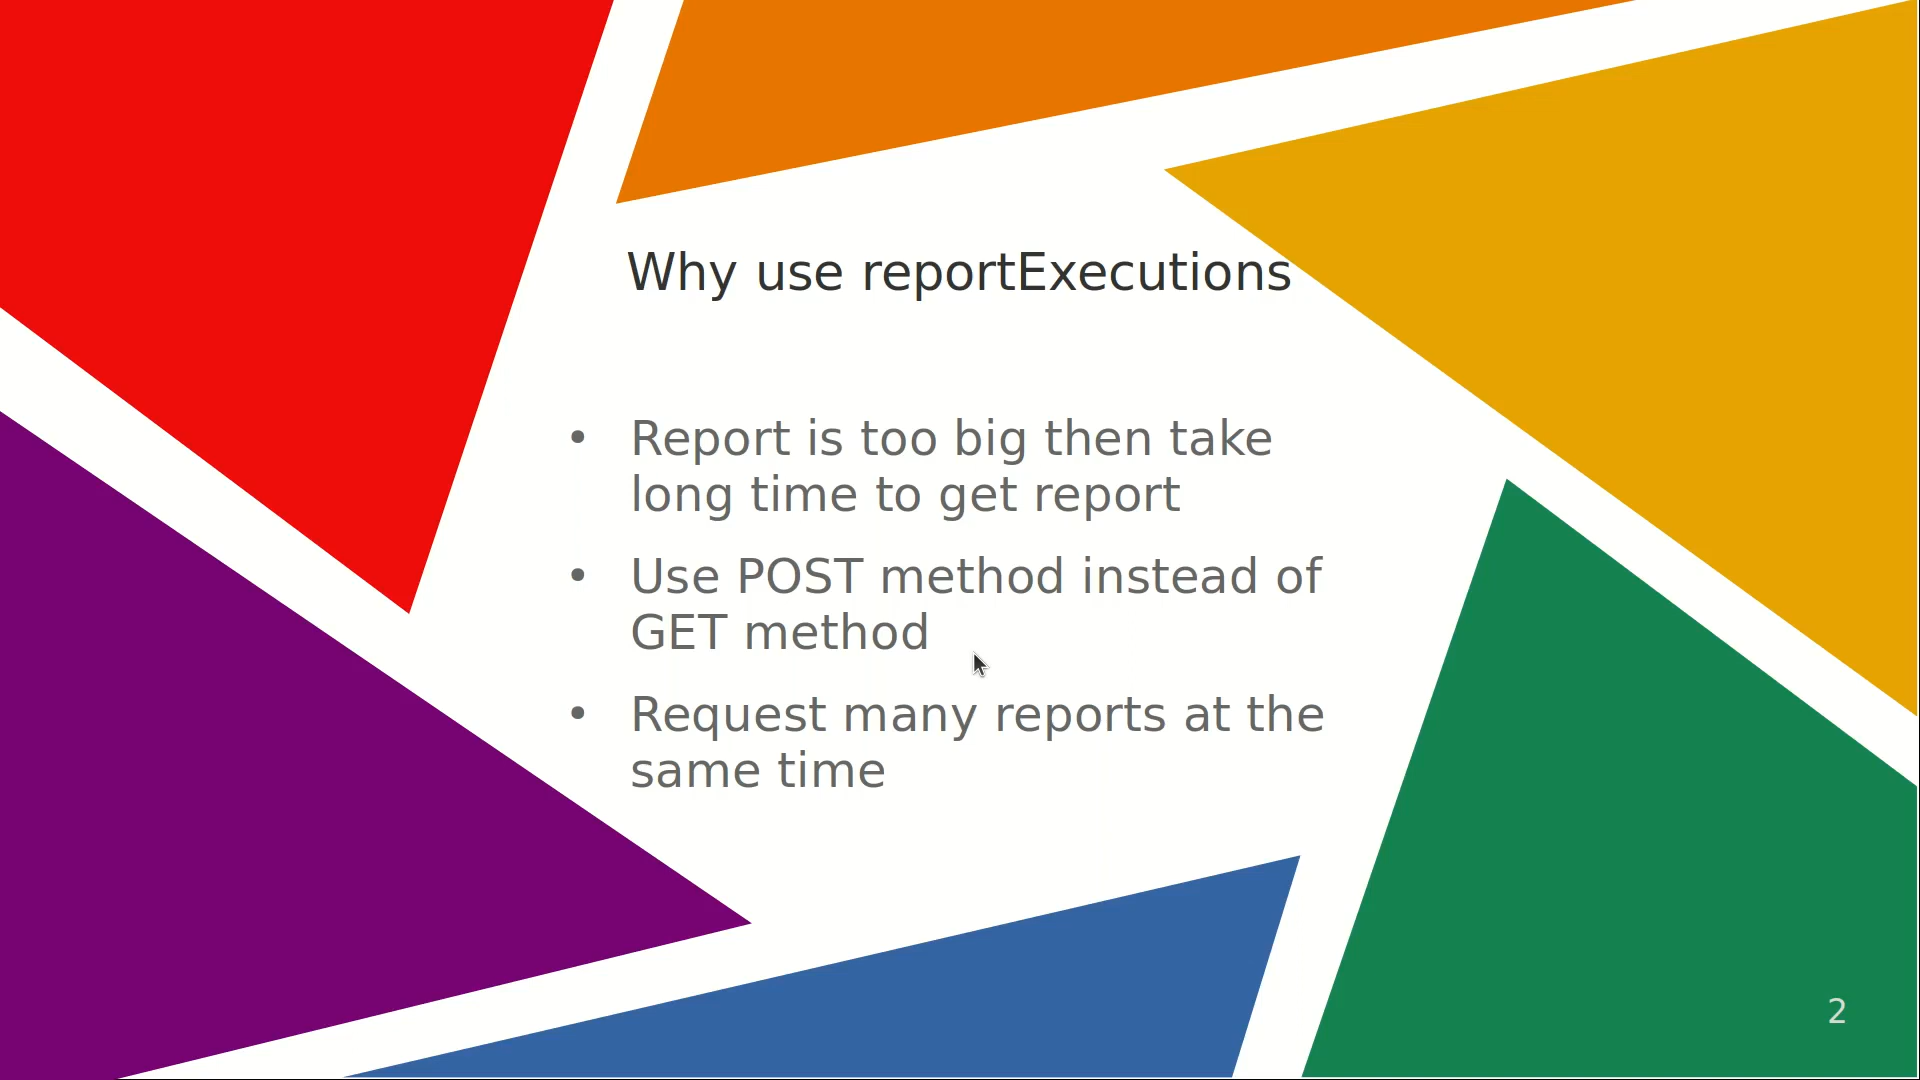 Why use reportExecutions
• Report is too big then take
long time to get report
• Use POST method instead of
GET method
• Request many reports at the
same time
2